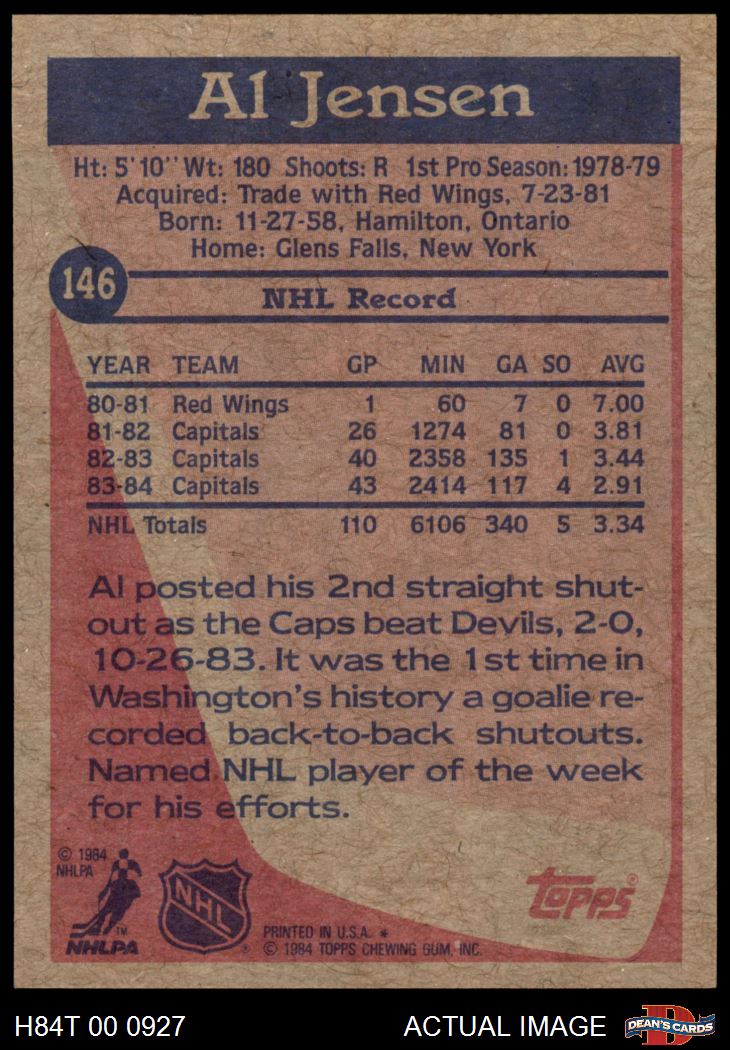 Al Jensen
Ht: 5'10" Wt: 180 Shoots: R 1st Pro Season: 1978-79
Acquired: Trade with Red Wings, 7-23-81
Born: 11-27-58, Hamilton, Ontario
Home: Glens Falls, New York
146
NHL Record
YEAR TEAM GP MIN GA SO AVG
80-81 Red Wings 1 60 7 0 7.00
81-82 Capitals 26 1274 81 0 3.81
82-83 Capitals 40 2358 135 1 3.44
83-84 Capitals 43 2414 117 4 2.91
NHL Totals 110 6106 340 5 3.34
Al posted his 2nd straight shut-
out as the Caps beat Devils, 2-0,
10-26-83. It was the 1st time in
Washington's history a goalie re-
corded back-to-back shutouts.
Named NHL player of the week
for his efforts.
© 1984
NHLPA
TM
NHLPA
NHL
®
PRINTED IN U.S.A. *
© 1984 TOPPS CHEWING GUM, INC.
Topps®
H84T 00 0927
ACTUAL IMAGE
D
DEAN'S CARDS